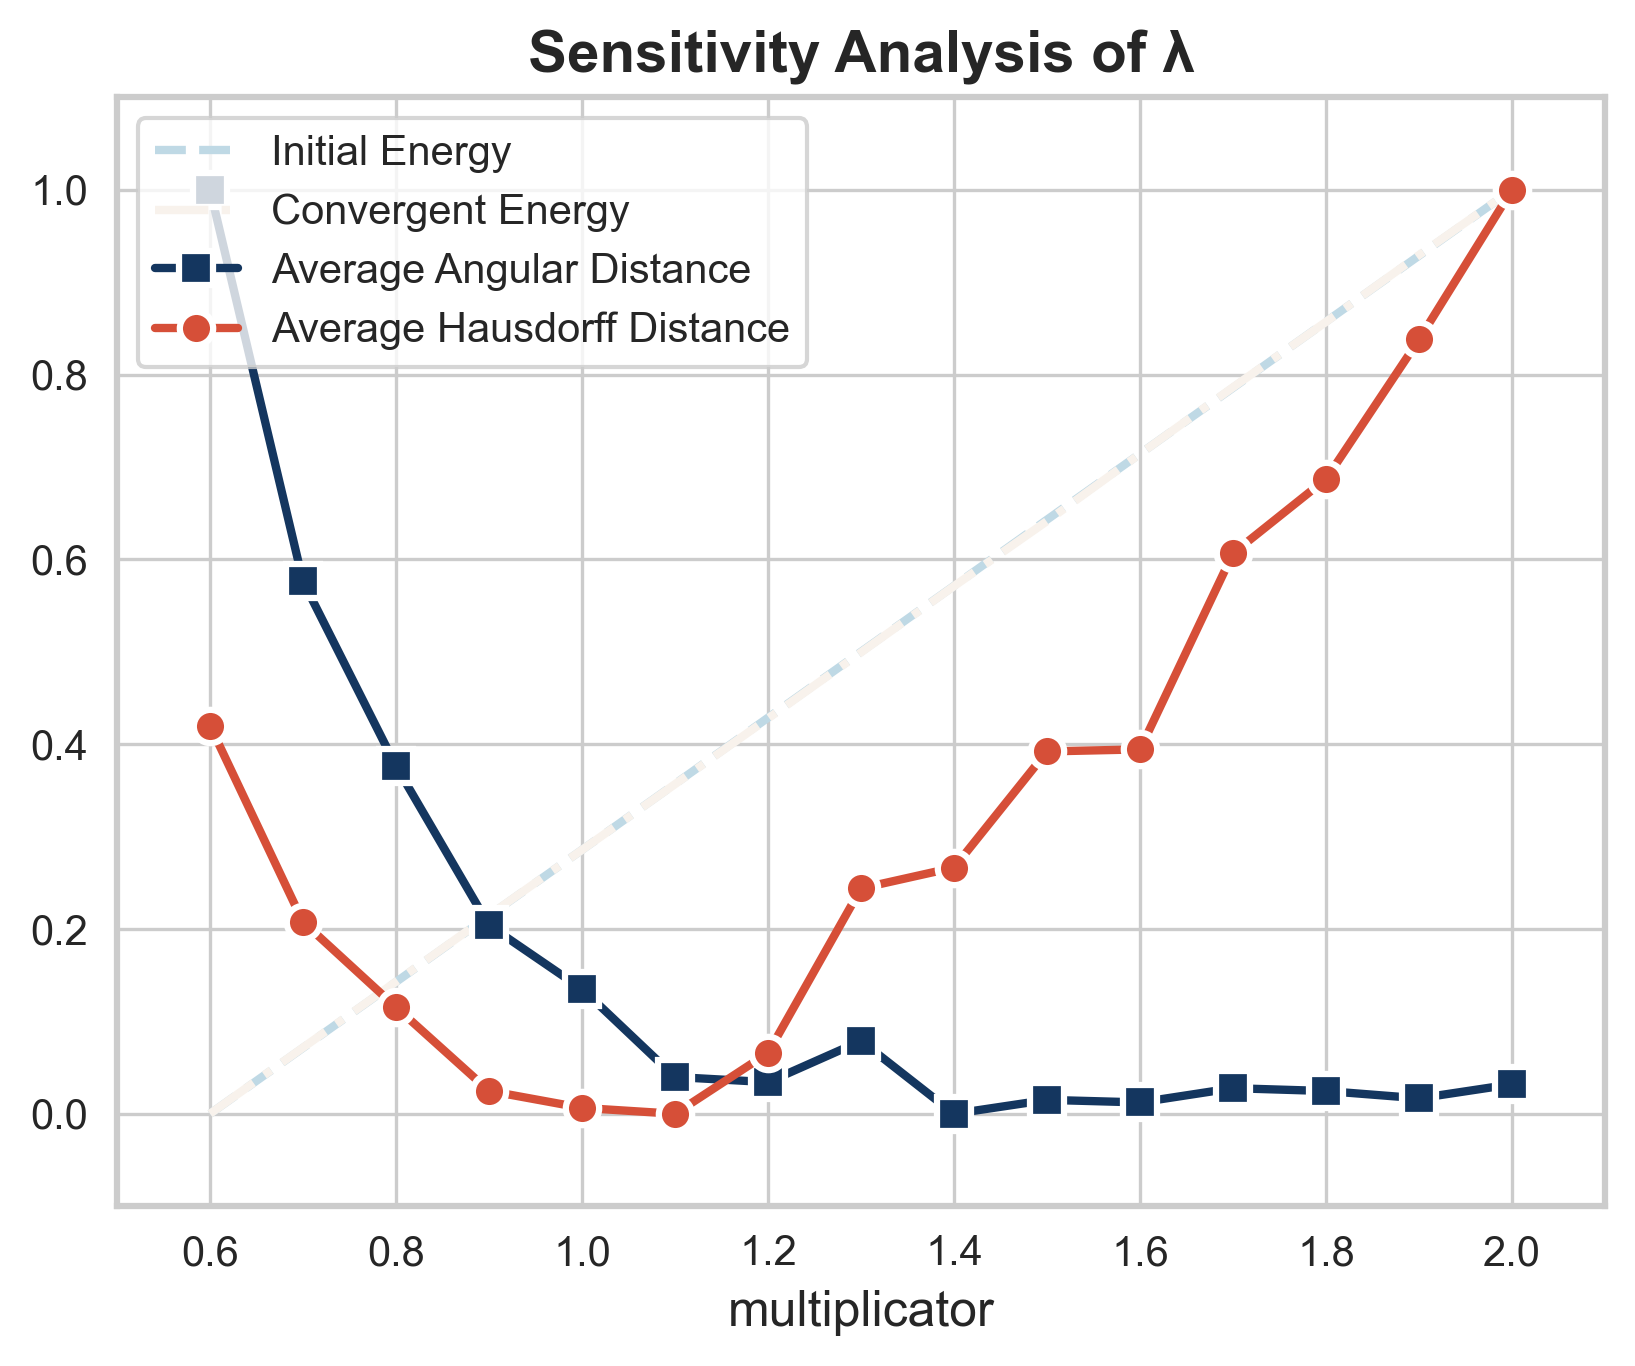 Sensitivity Analysis of λ
Initial Energy
Convergent Energy
Average Angular Distance
Average Hausdorff Distance
1.0
0.8
0.6
0.4
0.2
0.0
0.6 0.8 1.0 1.2 1.4 1.6 1.8 2.0
multiplicator